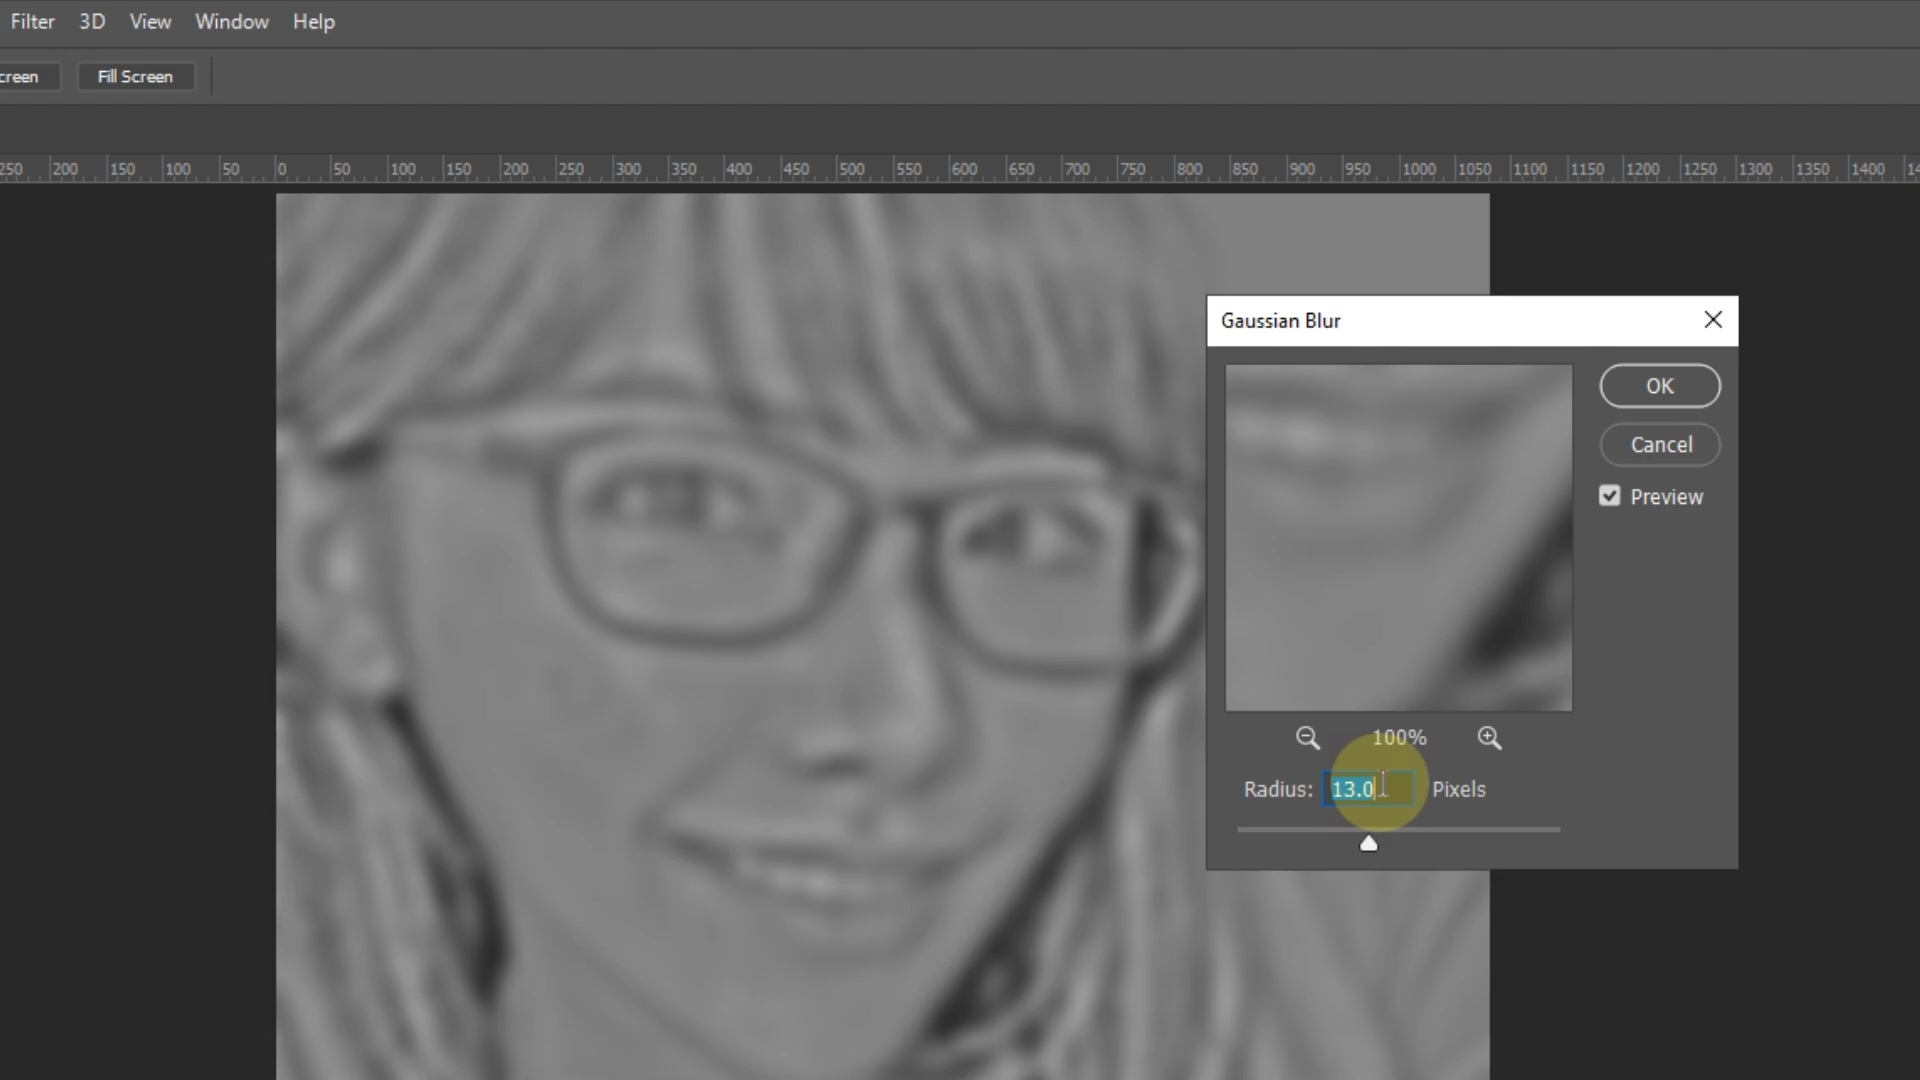 Filter 3D View Window Help
creen Fill Screen
250 200 150 100 50 0 50 100 150 200 250 300 350 400 450 500 550 600 650 700 750 800 850 900 950 1000 1050 1100 1150 1200 1250 1300 1350 1400 14
Gaussian Blur
OK
Cancel
Preview
100%
Radius: 13.0 Pixels